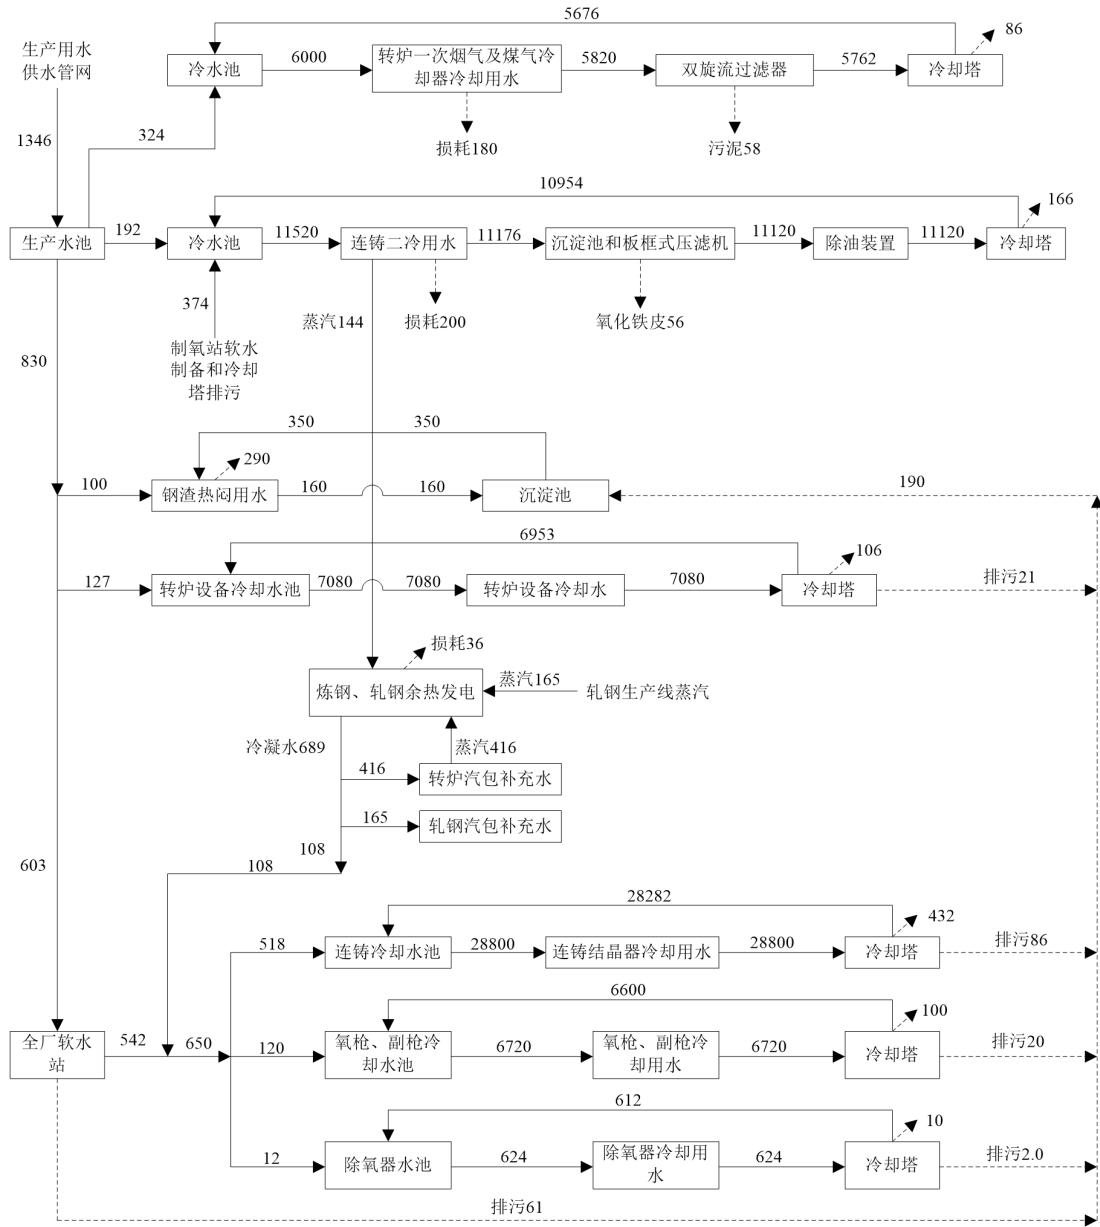 5676
生产用水
供水管网
86
冷水池
6000
转炉一次烟气及煤气冷
却器冷却用水
5820
双旋流过滤器
5762
冷却塔
1346
324
损耗180
污泥58
10954
166
生产水池
192
冷水池
11520
连铸二冷用水
11176
沉淀池和板框式压滤机
11120
除油装置
11120
冷却塔
374
蒸汽144
损耗200
氧化铁皮56
制氧站软水
制备和冷却
塔排污
830
350
350
290
100
钢渣热闷用水
160
160
沉淀池
190
6953
106
127
转炉设备冷却水池
7080
7080
转炉设备冷却水
7080
冷却塔
排污21
损耗36
炼钢、轧钢余热发电
蒸汽165
轧钢生产线蒸汽
冷凝水689
蒸汽416
416
转炉汽包补充水
165
轧钢汽包补充水
108
108
603
28282
432
518
连铸冷却水池
28800
连铸结晶器冷却用水
28800
冷却塔
排污86
6600
100
全厂软水
站
542
650
120
氧枪、副枪冷
却水池
6720
氧枪、副枪冷
却用水
6720
冷却塔
排污20
612
10
12
除氧器水池
624
除氧器冷却用
水
624
冷却塔
排污2.0
排污61